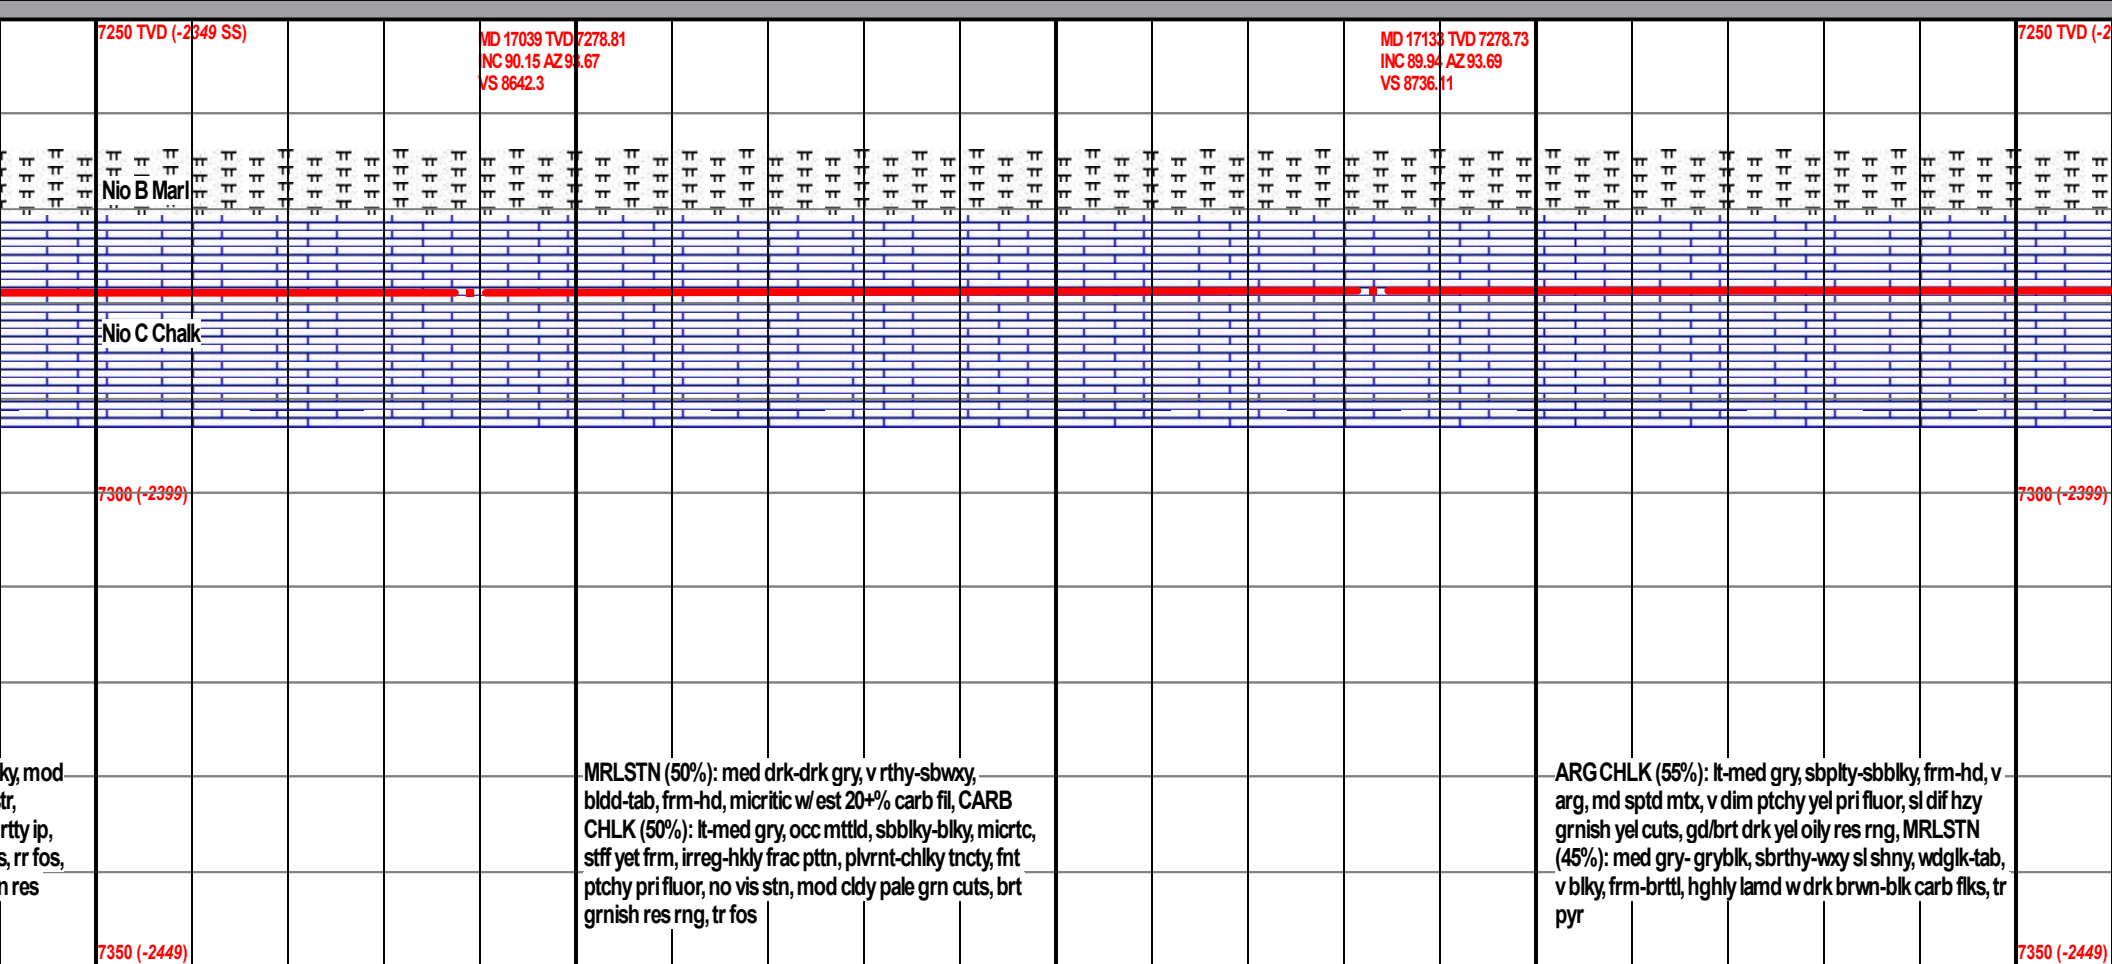 7250 TVD (-2349 SS)
MD 17039 TVD 7278.81
INC 90.15 AZ 93.67
VS 8642.3
MD 17133 TVD 7278.73
INC 89.94 AZ 93.69
VS 8736.11
7250 TVD (-2
Nio B Marl
Nio C Chalk
7300 (-2399)
7300 (-2399)
ky, mod
tr,
rtty ip,
s, rr fos,
n res
MRLSTN (50%): med drk-drk gry, v rthy-sbwxy,
bldd-tab, frm-hd, micritic w/ est 20+% carb fil, CARB
CHLK (50%): lt-med gry, occ mttld, sbblky-blky, micrtc,
stff yet frm, irreg-hkly frac pttn, plvrnt-chlky tncty, fnt
ptchy pri fluor, no vis stn, mod cldy pale grn cuts, brt
grnish res rng, tr fos
ARG CHLK (55%): lt-med gry, sbplty-sbblky, frm-hd, v
arg, md sptd mtx, v dim ptchy yel pri fluor, sl dif hzy
grnish yel cuts, gd/brt drk yel oily res rng, MRLSTN
(45%): med gry- gryblk, sbrthy-wxy sl shny, wdglk-tab,
v blky, frm-brttl, hghly lamd w drk brwn-blk carb flks, tr
pyr
7350 (-2449)
7350 (-2449)